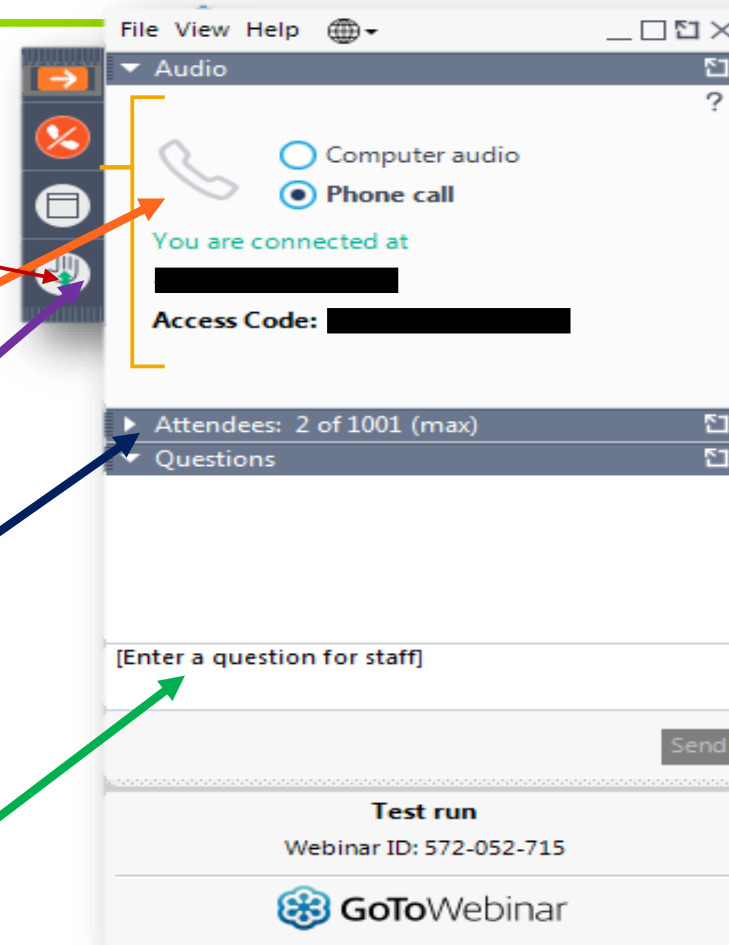 File View Help
Audio
?
Computer audio
Phone call
You are connected at
Access Code:
Attendees: 2 of 1001 (max)
Questions
[Enter a question for staff]
Send
Test run
Webinar ID: 572-052-715
GoToWebinar